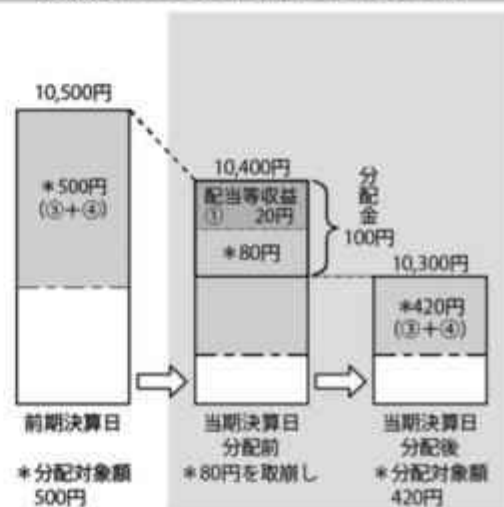 10,500円
*500円
(③+④)
前期決算日
*分配対象額
500円
10,400円
配当等収益
① 20円
*80円
分配金
100円
当期決算日
分配前
*80円を取崩し
10,300円
*420円
(③+④)
当期決算日
分配後
*分配対象額
420円